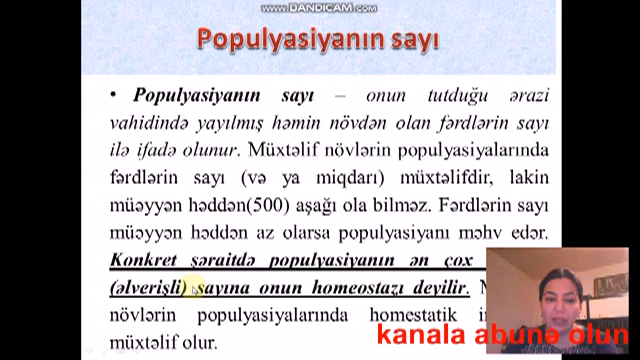 www.BANDICAM.com
Populyasiyanın sayı
• Populyasiyanın sayı – onun tutduğu ərazi
vahidində yayılmış həmin növdən olan fərdlərin sayı
ilə ifadə olunur. Müxtəlif növlərin populyasiyalarında
fərdlərin sayı (və ya miqdarı) müxtəlifdir, lakin
müəyyən həddən(500) aşağı ola bilməz. Fərdlərin sayı
müəyyən həddən az olarsa populyasiyanı məhv edər.
Konkret şəraitdə populyasiyanın ən çox
(əlverişli) sayına onun homeostazı deyilir.
növlərin populyasiyalarında homestatik
müxtəlif olur.
kanala abunə olun